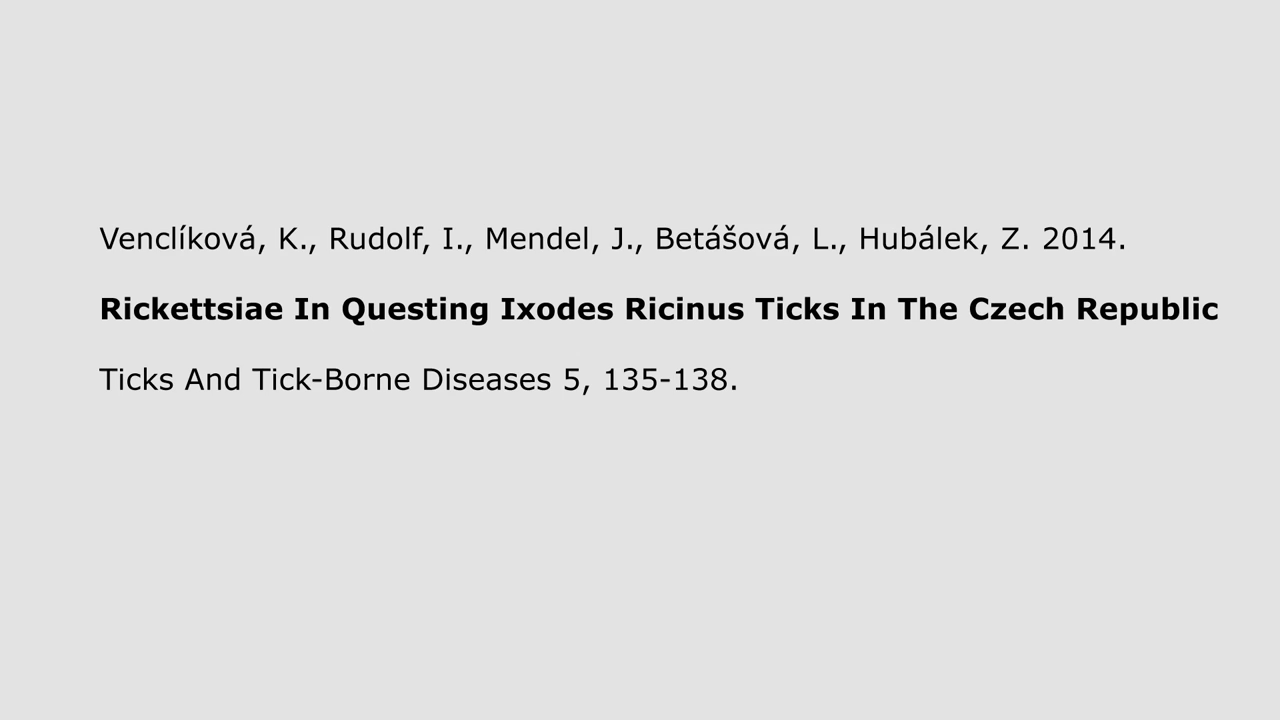 Venclíková, K., Rudolf, I., Mendel, J., Betášová, L., Hubálek, Z. 2014.
Rickettsiae In Questing Ixodes Ricinus Ticks In The Czech Republic
Ticks And Tick-Borne Diseases 5, 135-138.